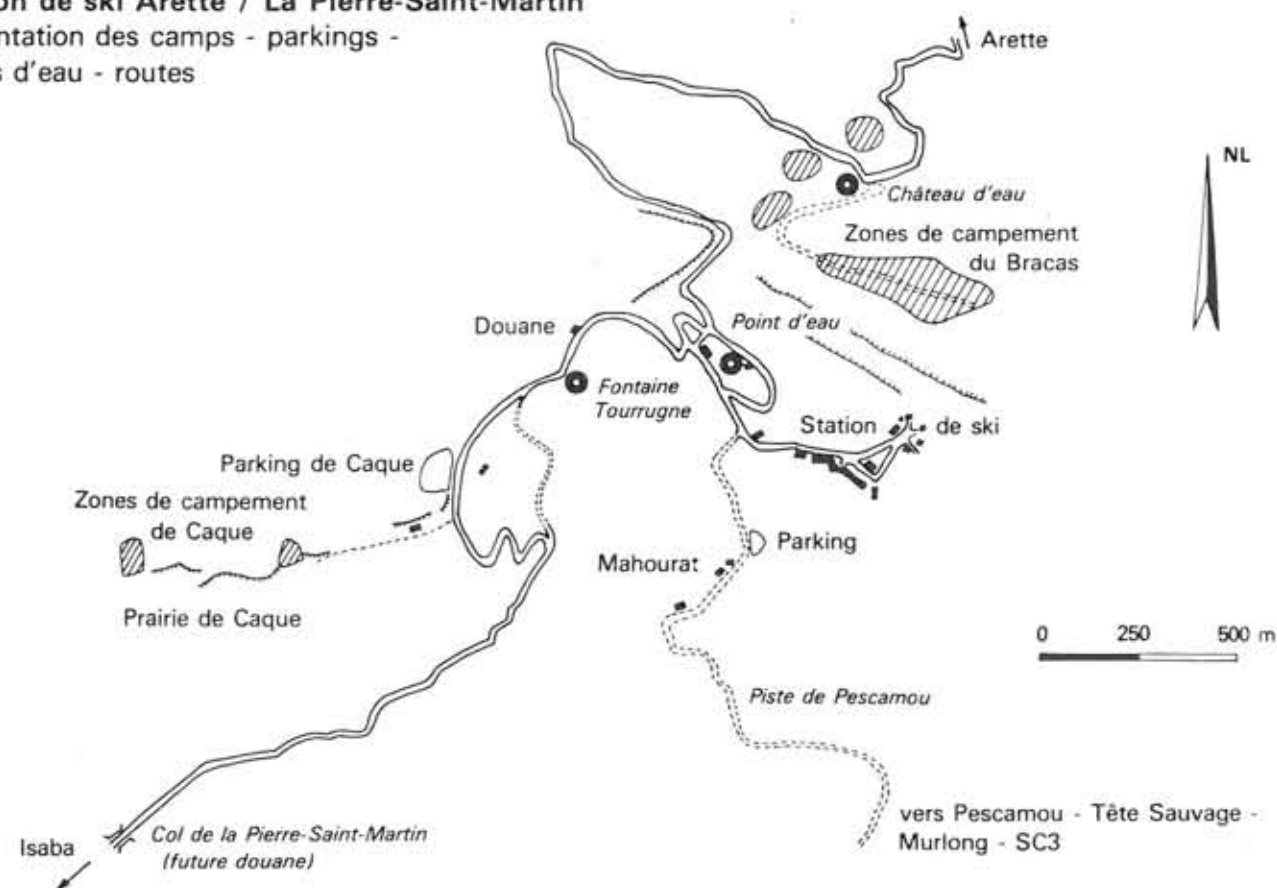 on de ski Arette / La Pierre-Saint-Martin
ntation des camps - parkings -
s d'eau - routes
Arette
NL
Château d'eau
Zones de campement
du Bracas
Point d'eau
Douane
Fontaine
Tourrugne
Station de ski
Parking de Caque
Zones de campement
de Caque
Parking
Mahourat
Prairie de Caque
0 250 500 m
Piste de Pescamou
vers Pescamou - Tête Sauvage -
Murlong - SC3
Isaba
Col de la Pierre-Saint-Martin
(future douane)